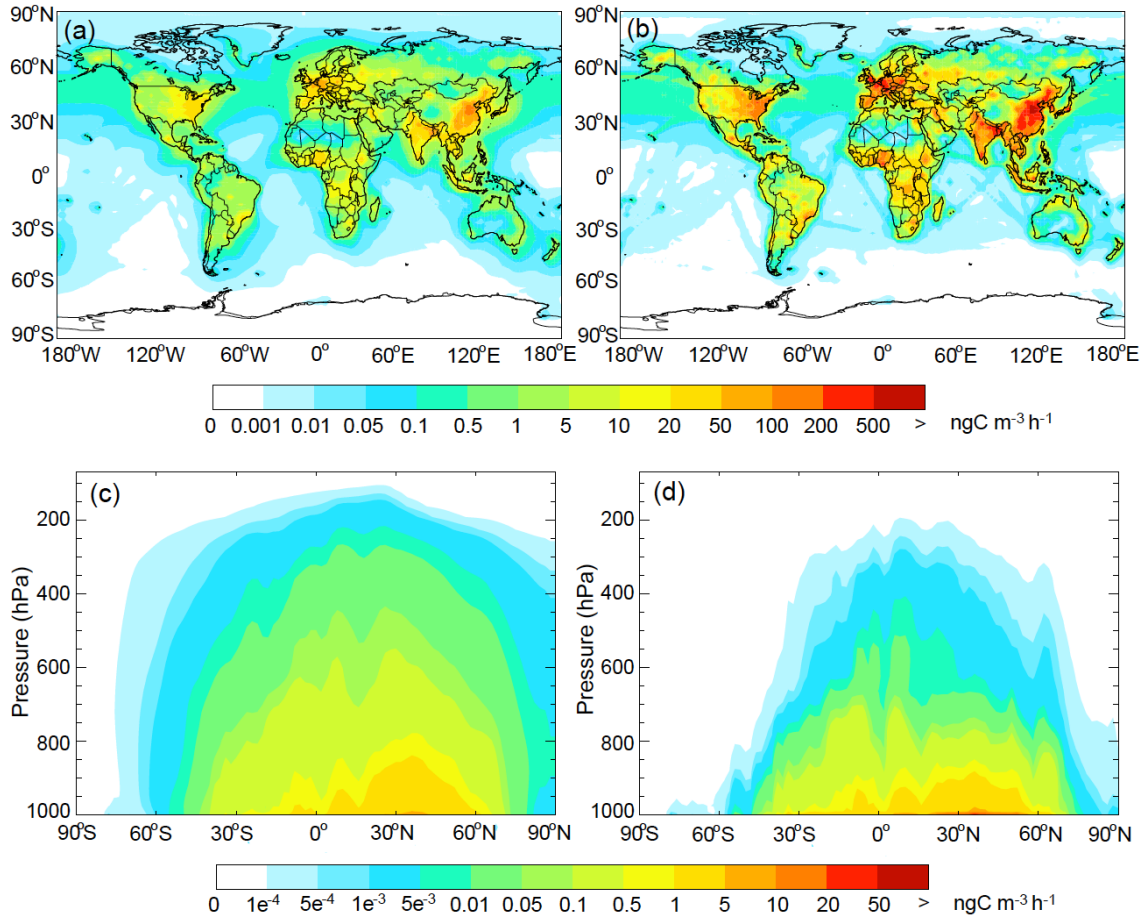 (a)
(b)
90°N
60°N
30°N
0°
30°S
60°S
90°S
180°W 120°W 60°W 0° 60°E 120°E 180°E
90°N
60°N
30°N
0°
30°S
60°S
90°S
180°W 120°W 60°W 0° 60°E 120°E 180°E
0 0.001 0.01 0.05 0.1 0.5 1 5 10 20 50 100 200 500 > ngC m⁻³ h⁻¹
(c)
(d)
Pressure (hPa)
200
400
600
800
1000
90°S 60°S 30°S 0° 30°N 60°N 90°N
Pressure (hPa)
200
400
600
800
1000
90°S 60°S 30°S 0° 30°N 60°N 90°N
0 1e⁻⁴ 5e⁻⁴ 1e⁻³ 5e⁻³ 0.01 0.05 0.1 0.5 1 5 10 20 50 > ngC m⁻³ h⁻¹